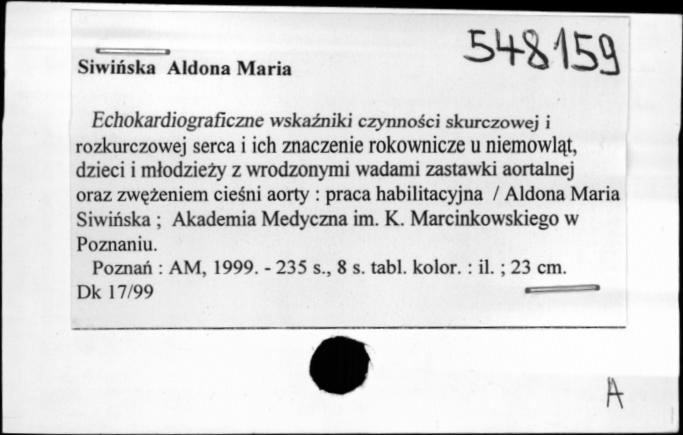 548159
Siwińska Aldona Maria
Echokardiograficzne wskaźniki czynności skurczowej i
rozkurczowej serca i ich znaczenie rokownicze u niemowląt,
dzieci i młodzieży z wrodzonymi wadami zastawki aortalnej
oraz zwężeniem cieśni aorty : praca habilitacyjna / Aldona Maria
Siwińska ; Akademia Medyczna im. K. Marcinkowskiego w
Poznaniu.
Poznań : AM, 1999. - 235 s., 8 s. tabl. kolor. : il. ; 23 cm.
Dk 17/99
A